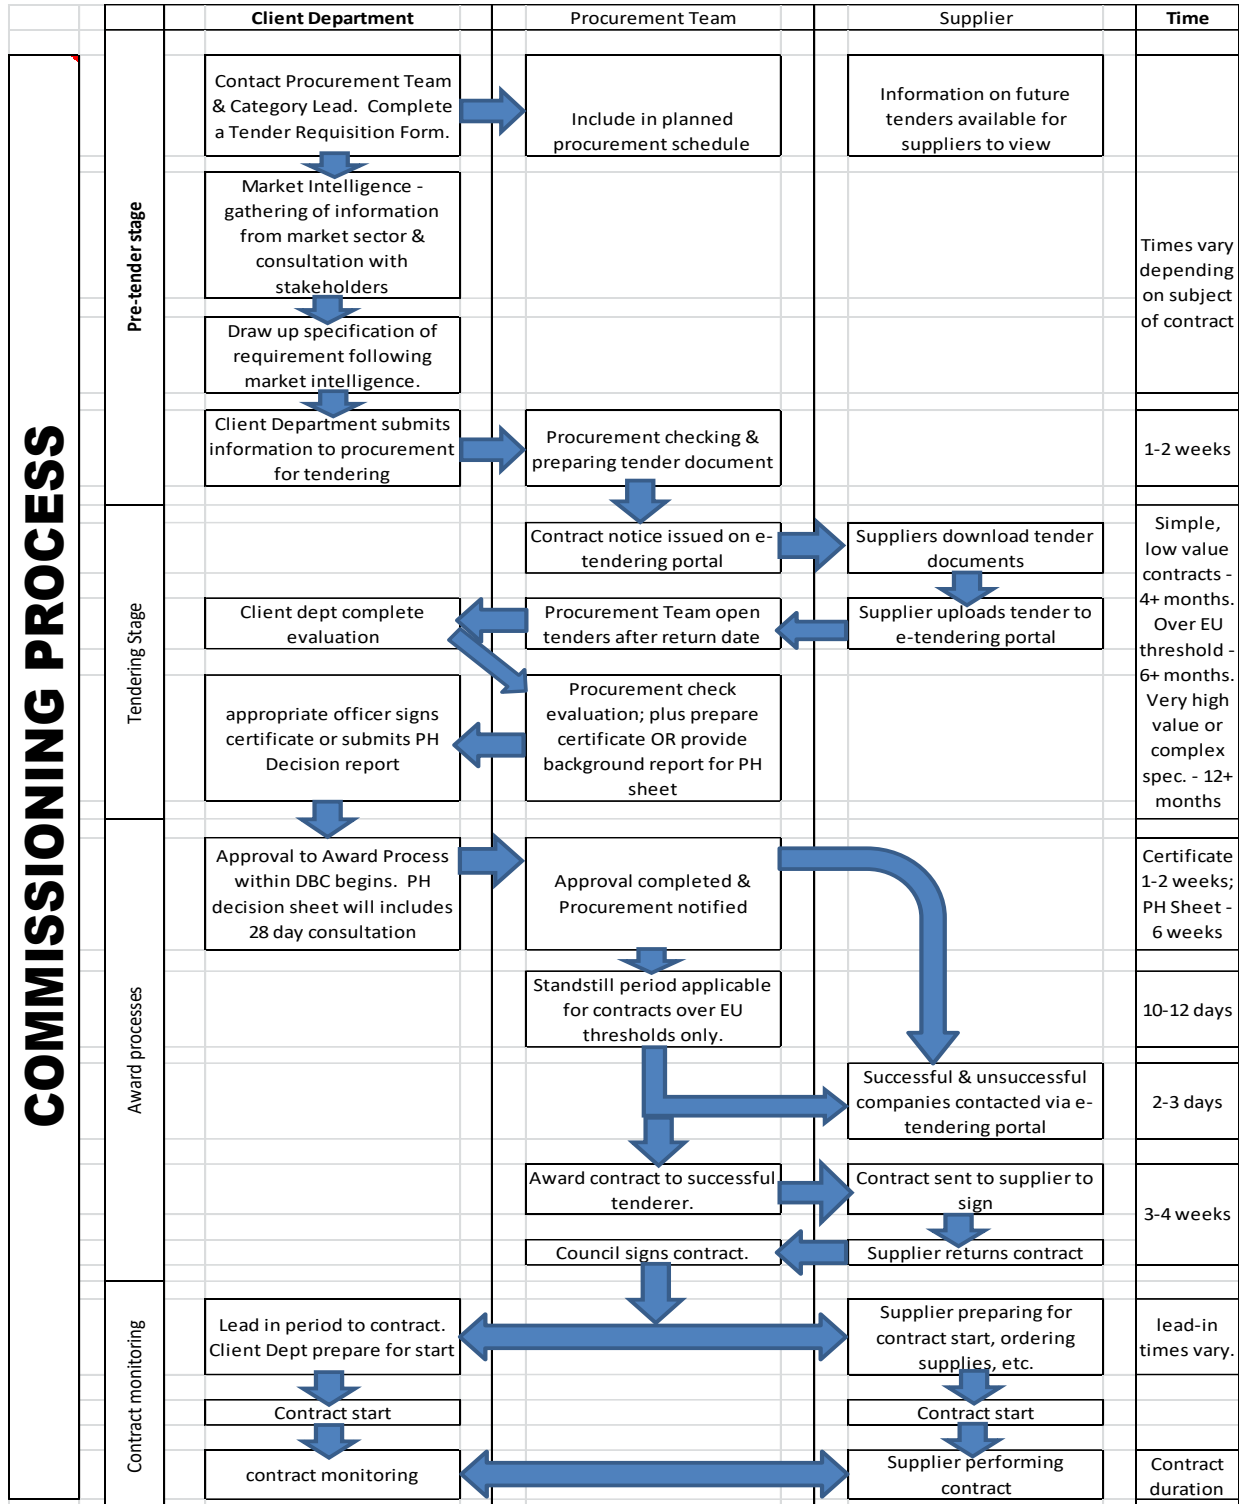 Client Department
Procurement Team
Supplier
Time
COMMISSIONING PROCESS
Pre-tender stage
Contact Procurement Team
& Category Lead. Complete
a Tender Requisition Form.
Include in planned
procurement schedule
Information on future
tenders available for
suppliers to view
Market Intelligence -
gathering of information
from market sector &
consultation with
stakeholders
Times vary
depending
on subject
of contract
Draw up specification of
requirement following
market intelligence.
Client Department submits
information to procurement
for tendering
Procurement checking &
preparing tender document
1-2 weeks
Tendering Stage
Contract notice issued on e-
tendering portal
Suppliers download tender
documents
Simple,
low value
contracts -
4+ months.
Over EU
threshold -
6+ months.
Very high
value or
complex
spec. - 12+
months
Client dept complete
evaluation
Procurement Team open
tenders after return date
Supplier uploads tender to
e-tendering portal
appropriate officer signs
certificate or submits PH
Decision report
Procurement check
evaluation; plus prepare
certificate OR provide
background report for PH
sheet
Award processes
Approval to Award Process
within DBC begins. PH
decision sheet will includes
28 day consultation
Approval completed &
Procurement notified
Certificate
1-2 weeks;
PH Sheet -
6 weeks
Standstill period applicable
for contracts over EU
thresholds only.
10-12 days
Successful & unsuccessful
companies contacted via e-
tendering portal
2-3 days
Award contract to successful
tenderer.
Contract sent to supplier to
sign
3-4 weeks
Council signs contract.
Supplier returns contract
Contract monitoring
Lead in period to contract.
Client Dept prepare for start
Supplier preparing for
contract start, ordering
supplies, etc.
lead-in
times vary.
Contract start
Contract start
contract monitoring
Supplier performing
contract
Contract
duration